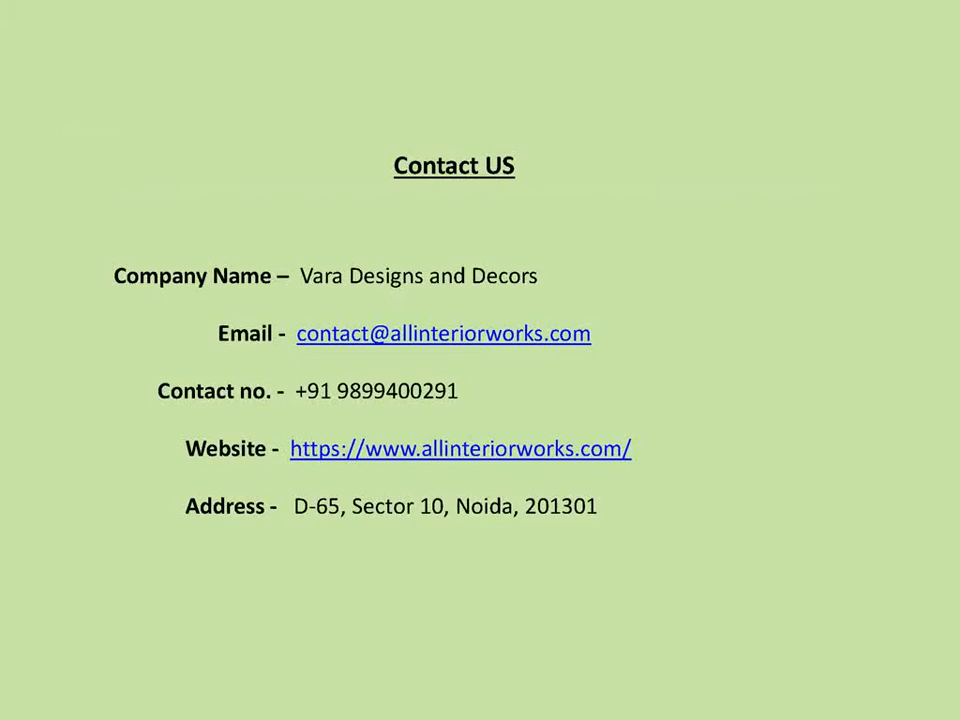 Contact US
Company Name – Vara Designs and Decors
Email - contact@allinteriorworks.com
Contact no. - +91 9899400291
Website - https://www.allinteriorworks.com/
Address - D-65, Sector 10, Noida, 201301